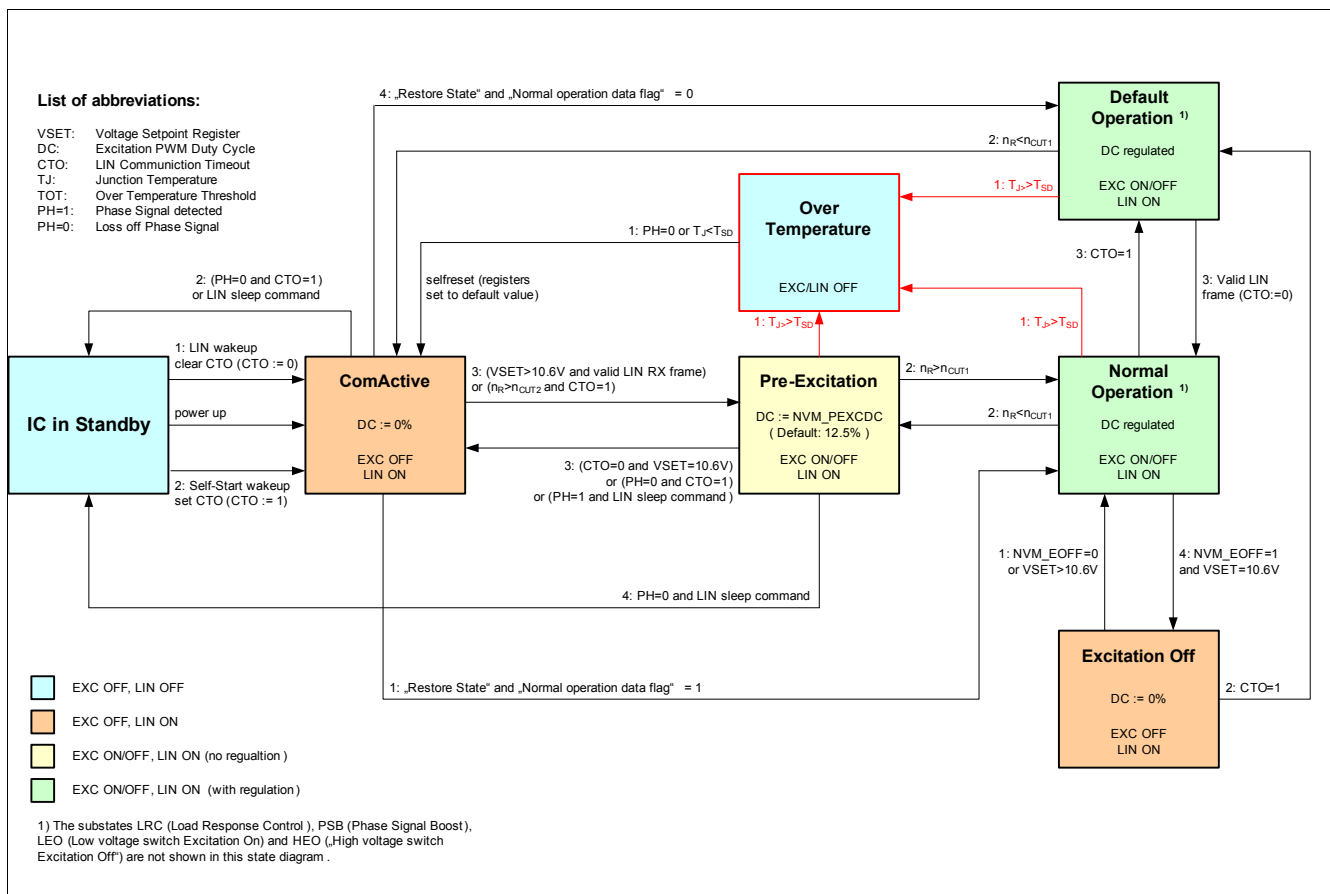 List of abbreviations:
VSET: Voltage Setpoint Register
DC: Excitation PWM Duty Cycle
CTO: LIN Communiction Timeout
TJ: Junction Temperature
TOT: Over Temperature Threshold
PH=1: Phase Signal detected
PH=0: Loss off Phase Signal
4: „Restore State“ and „Normal operation data flag“ = 0
2: nR<nCUT1
Default
Operation 1)
DC regulated
EXC ON/OFF
LIN ON
1: TJ>>TSD
Over
Temperature
EXC/LIN OFF
1: PH=0 or TJ<TSD
selfreset (registers
set to default value)
2: (PH=0 and CTO=1)
or LIN sleep command
3: CTO=1
3: Valid LIN
frame (CTO:=0)
1: TJ>>TSD
1: TJ>>TSD
IC in Standby
1: LIN wakeup
clear CTO (CTO := 0)
power up
2: Self-Start wakeup
set CTO (CTO := 1)
ComActive
DC := 0%
EXC OFF
LIN ON
3: (VSET>10.6V and valid LIN RX frame)
or (nR>nCUT2 and CTO=1)
3: (CTO=0 and VSET=10.6V)
or (PH=0 and CTO=1)
or (PH=1 and LIN sleep command )
Pre-Excitation
DC := NVM_PEXCDC
( Default: 12.5% )
EXC ON/OFF
LIN ON
2: nR>nCUT1
2: nR<nCUT1
Normal
Operation 1)
DC regulated
EXC ON/OFF
LIN ON
1: NVM_EOFF=0
or VSET>10.6V
4: NVM_EOFF=1
and VSET=10.6V
4: PH=0 and LIN sleep command
1: „Restore State“ and „Normal operation data flag“ = 1
Excitation Off
DC := 0%
EXC OFF
LIN ON
2: CTO=1
EXC OFF, LIN OFF
EXC OFF, LIN ON
EXC ON/OFF, LIN ON (no regualtion )
EXC ON/OFF, LIN ON (with regulation)
1) The substates LRC (Load Response Control ), PSB (Phase Signal Boost),
LEO (Low voltage switch Excitation On) and HEO („High voltage switch
Excitation Off“) are not shown in this state diagram .